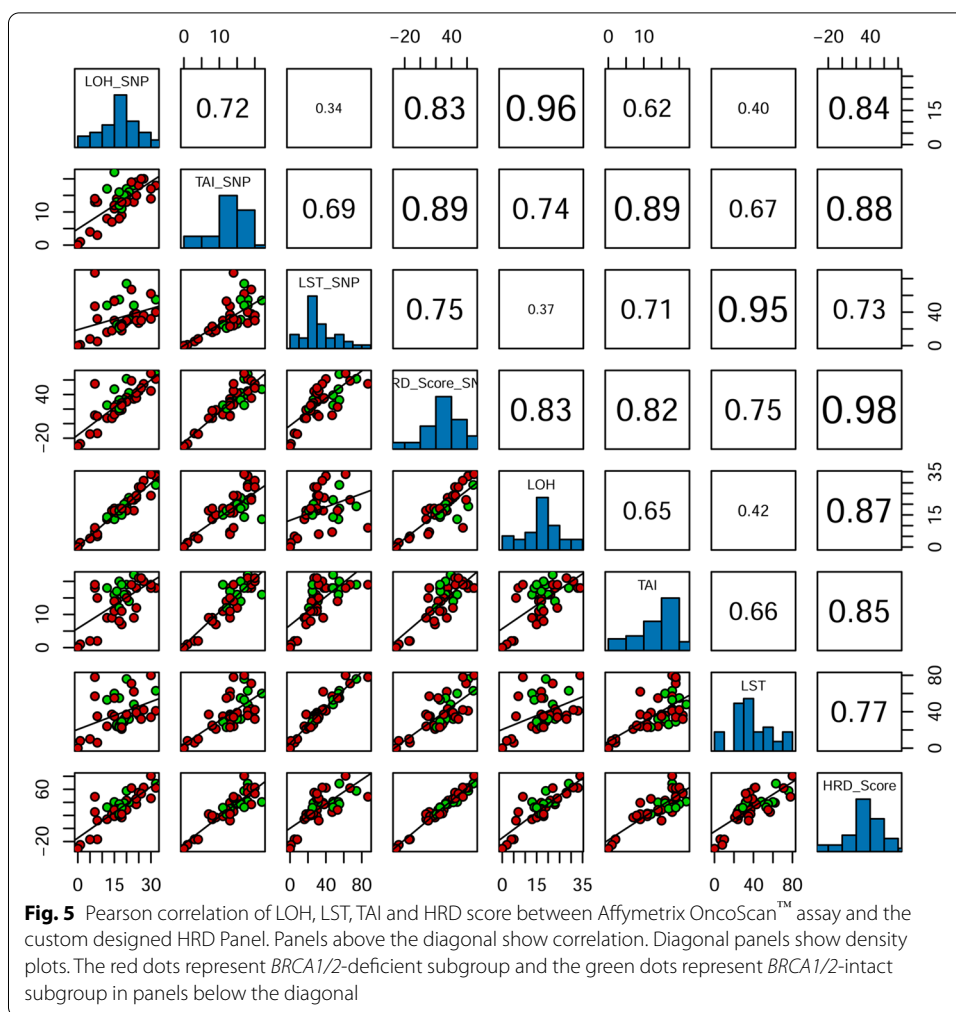 0 10 −20 40 0 10 −20 40
LOH_SNP 0.72 0.34 0.83 0.96 0.62 0.40 0.84 0 15
0 10 TAI_SNP 0.69 0.89 0.74 0.89 0.67 0.88
LST_SNP 0.75 0.37 0.71 0.95 0.73 0 40
−20 40 RD_Score_SN 0.83 0.82 0.75 0.98
LOH 0.65 0.42 0.87 0 15 35
0 10 TAI 0.66 0.85
LST 0.77 0 40 80
−20 60 HRD_Score
0 15 30 0 40 80 0 15 35 0 40 80
Fig. 5 Pearson correlation of LOH, LST, TAI and HRD score between Affymetrix OncoScan™ assay and the
custom designed HRD Panel. Panels above the diagonal show correlation. Diagonal panels show density
plots. The red dots represent BRCA1/2-deficient subgroup and the green dots represent BRCA1/2-intact
subgroup in panels below the diagonal